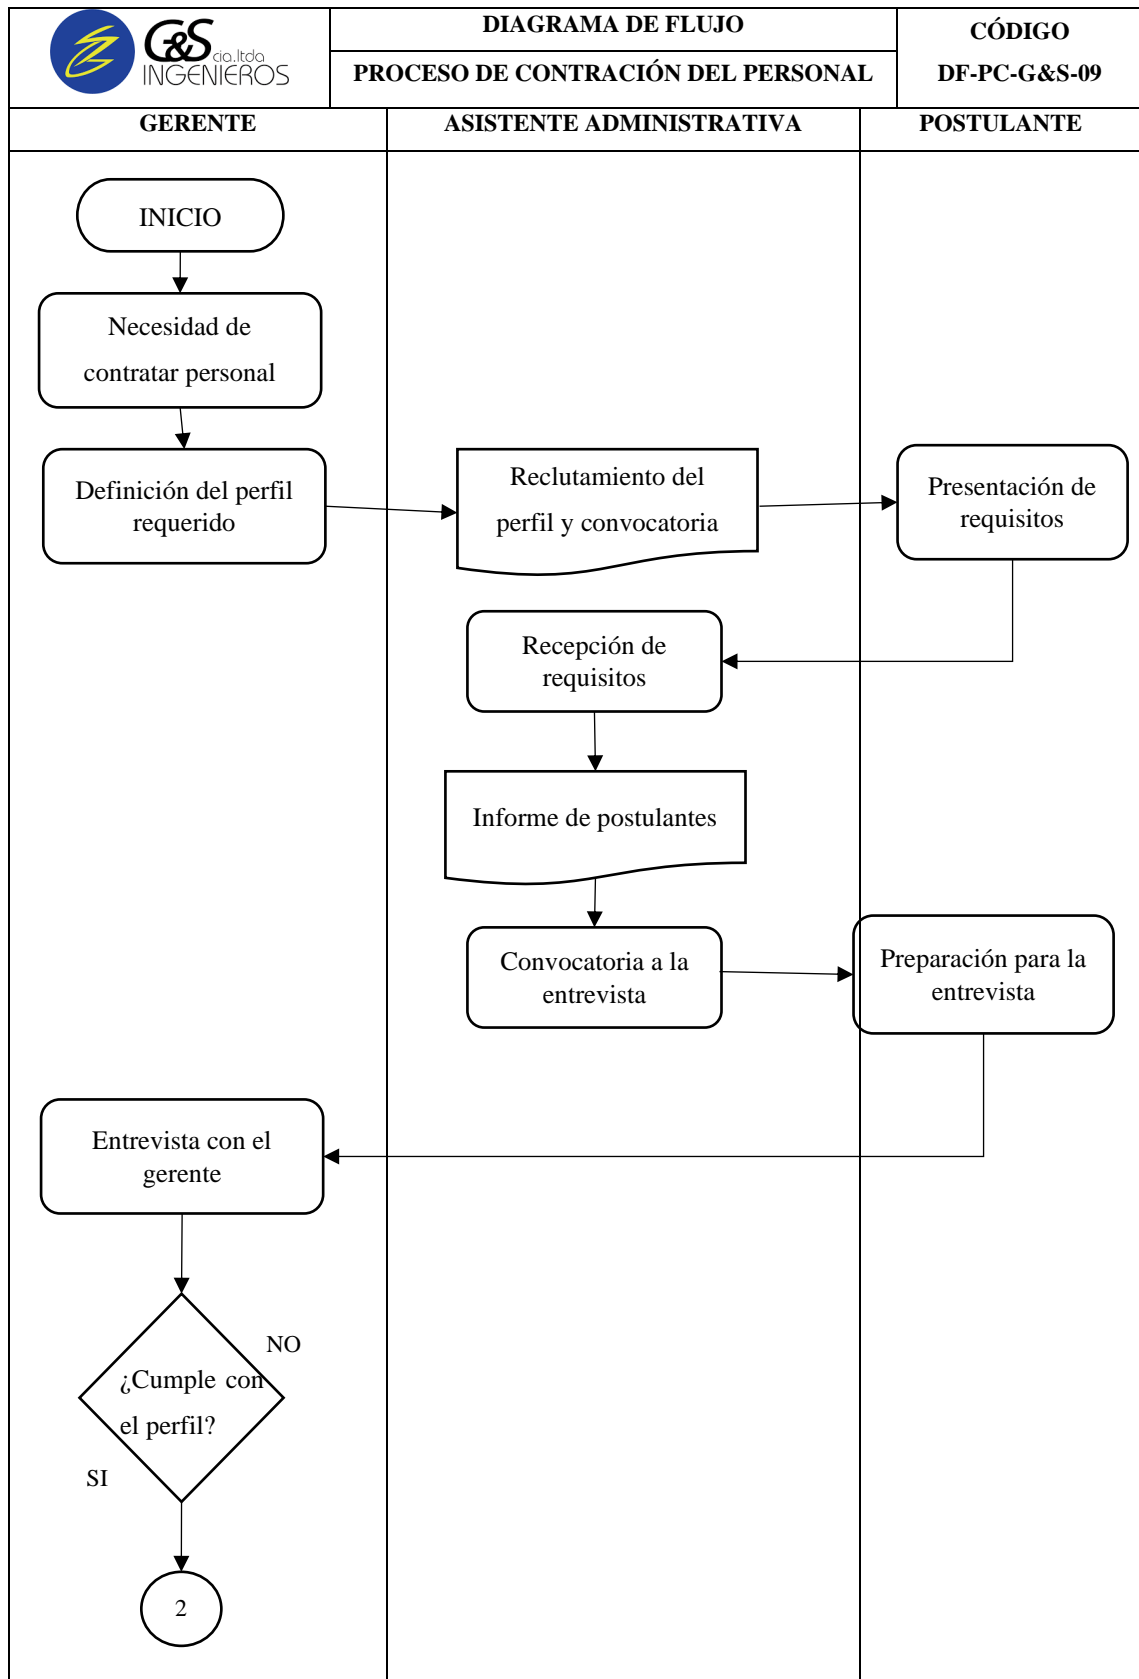 G&S cia.ltda
INGENIEROS
DIAGRAMA DE FLUJO
PROCESO DE CONTRACIÓN DEL PERSONAL
CÓDIGO
DF-PC-G&S-09
GERENTE
ASISTENTE ADMINISTRATIVA
POSTULANTE
INICIO
Necesidad de
contratar personal
Definición del perfil
requerido
Reclutamiento del
perfil y convocatoria
Presentación de
requisitos
Recepción de
requisitos
Informe de postulantes
Convocatoria a la
entrevista
Preparación para la
entrevista
Entrevista con el
gerente
NO
¿Cumple con
el perfil?
SI
2